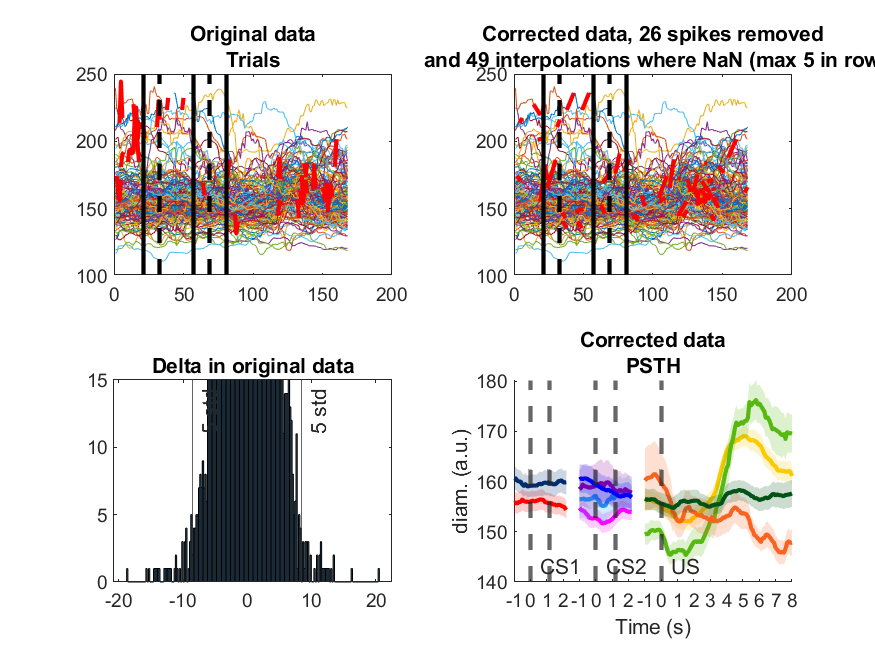 Original data
Trials
250
200
150
100
0 50 100 150 200
Corrected data, 26 spikes removed
and 49 interpolations where NaN (max 5 in row
250
200
150
100
0 50 100 150 200
Delta in original data
15
10
5
0
-20 -10 0 10 20
5 std
5 std
Corrected data
PSTH
diam. (a.u.)
180
170
160
150
140
CS1 CS2 US
-1 0 1 2 -1 0 1 2 -1 0 1 2 3 4 5 6 7 8
Time (s)